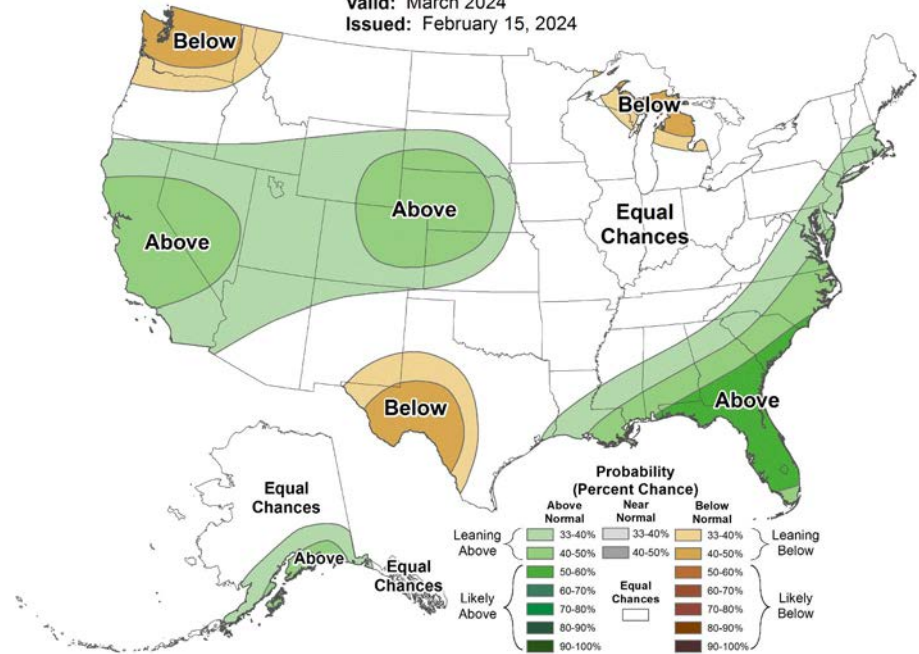 Valid: March 2024
Issued: February 15, 2024
Below
Below
Above
Above
Equal
Chances
Below
Above
Equal
Chances
Above
Equal
Chances
Probability
(Percent Chance)
Above
Normal
Near
Normal
Below
Normal
Leaning
Above
33-40%
33-40%
33-40%
Leaning
Below
40-50%
40-50%
40-50%
Likely
Above
50-60%
50-60%
Likely
Below
60-70%
Equal
Chances
60-70%
70-80%
70-80%
80-90%
80-90%
90-100%
90-100%